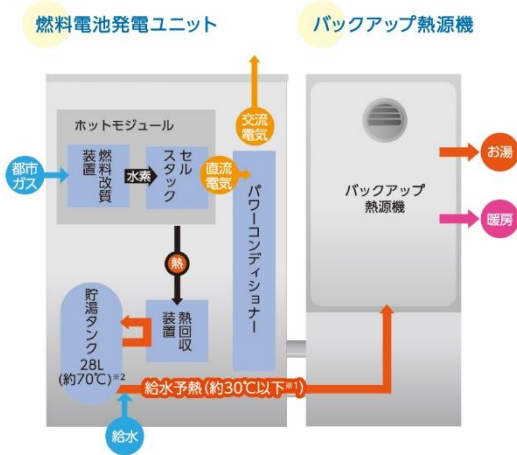 燃料電池発電ユニット
バックアップ熱源機
交流
電気
ホットモジュール
都市
ガス
燃料改質
装置
水素
セル
スタック
直流
電気
パワーコンディショナー
バックアップ
熱源機
お湯
暖房
熱
熱回収
装置
貯湯タンク
28L
(約70℃)※2
給水予熱(約30℃以下※1)
給水